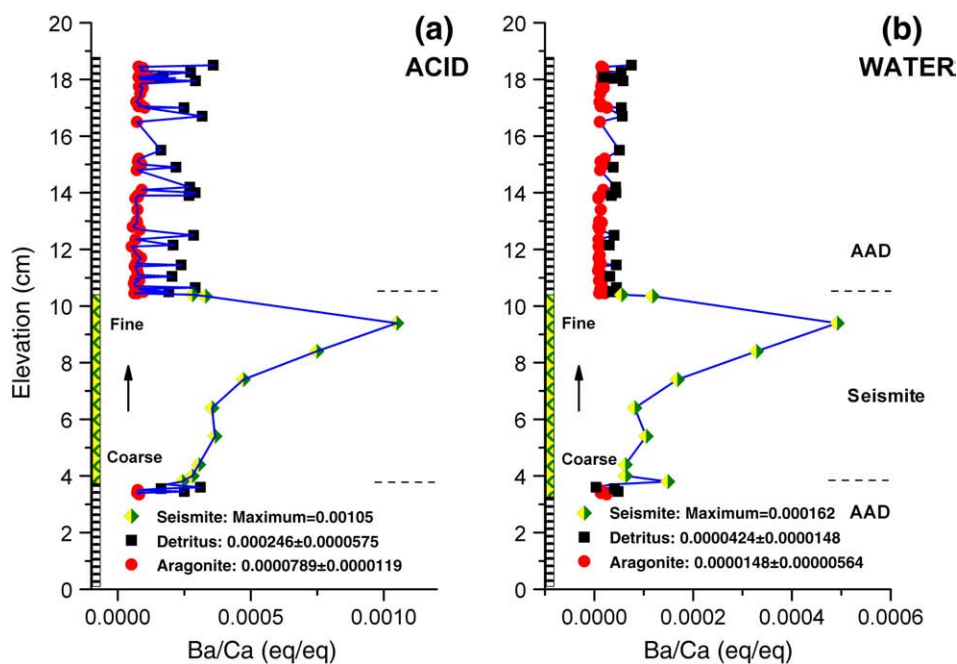 (a)
ACID
20
18
16
14
12
10
8
6
4
2
0
Elevation (cm)
Fine
Coarse
Seismite: Maximum=0.00105
Detritus: 0.000246±0.0000575
Aragonite: 0.0000789±0.0000119
0.0000
0.0005
0.0010
Ba/Ca (eq/eq)
(b)
WATER
20
18
16
14
12
10
8
6
4
2
0
AAD
Fine
Seismite
Coarse
AAD
Seismite: Maximum=0.000162
Detritus: 0.0000424±0.0000148
Aragonite: 0.0000148±0.00000564
0.0000
0.0002
0.0004
0.0006
Ba/Ca (eq/eq)